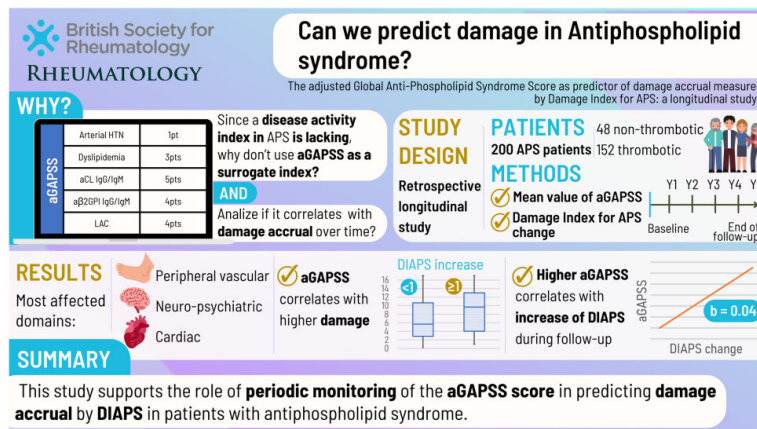 British Society for
Rheumatology
RHEUMATOLOGY
Can we predict damage in Antiphospholipid
syndrome?
The adjusted Global Anti-Phospholipid Syndrome Score as predictor of damage accrual measure
by Damage Index for APS: a longitudinal study
WHY?
aGAPSS
Arterial HTN 1pt
Dyslipidemia 3pts
aCL IgG/IgM 5pts
aβ2GPI IgG/IgM 4pts
LAC 4pts
Since a disease activity
index in APS is lacking,
why don't use aGAPSS as a
surrogate index?
AND
Analize if it correlates with
damage accrual over time?
STUDY
DESIGN
Retrospective
longitudinal
study
PATIENTS
200 APS patients
48 non-thrombotic
152 thrombotic
METHODS
Mean value of aGAPSS
Damage Index for APS
change
Y1 Y2 Y3 Y4 Y
Baseline
End of
follow-up
RESULTS
Most affected
domains:
Peripheral vascular
Neuro-psychiatric
Cardiac
aGAPSS
correlates with
higher damage
DIAPS increase
<1
≥1
16
14
12
10
8
6
4
2
0
Higher aGAPSS
correlates with
increase of DIAPS
during follow-up
aGAPSS
b = 0.04
DIAPS change
SUMMARY
This study supports the role of periodic monitoring of the aGAPSS score in predicting damage
accrual by DIAPS in patients with antiphospholipid syndrome.